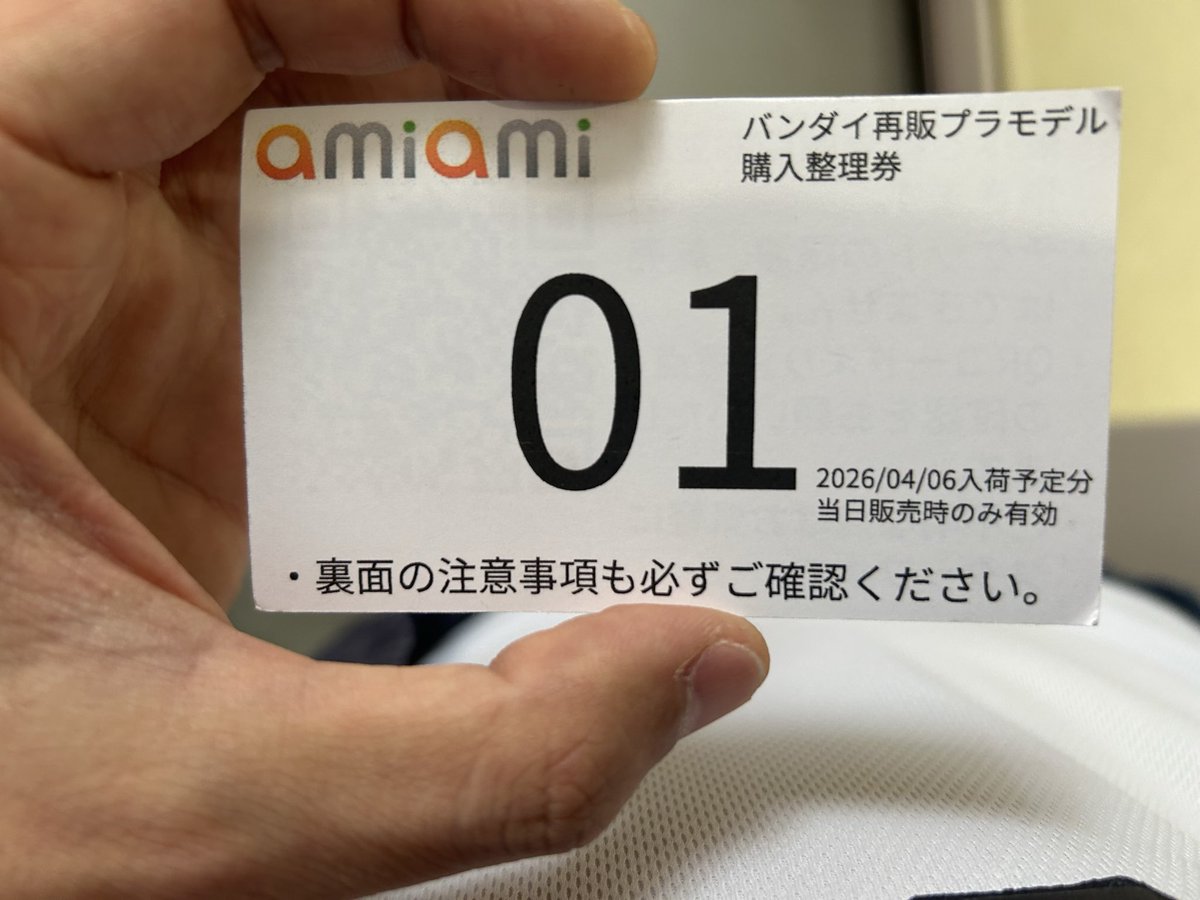 amiami
バンダイ再販プラモデル
購入整理券
01
2026/04/06入荷予定分
当日販売時のみ有効
・裏面の注意事項も必ずご確認ください。